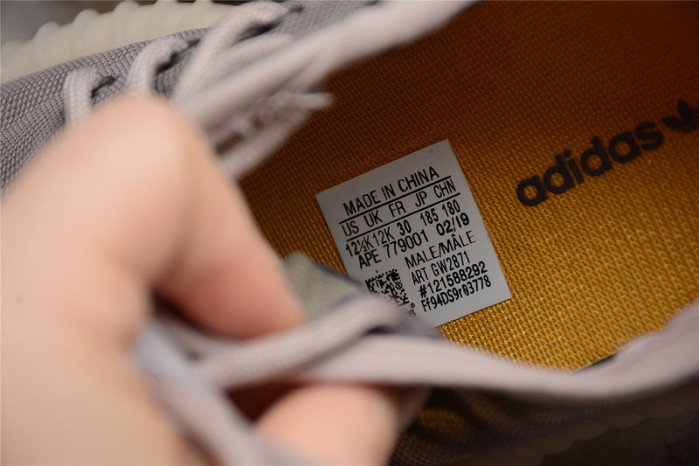 MADE IN CHINA
US UK FR JP CHN
12½K 12K 30 185 180
APE 779001 02/19
MALE/MÂLE
ART GW2871
#121588292
Ff94DS9r03778
adidas